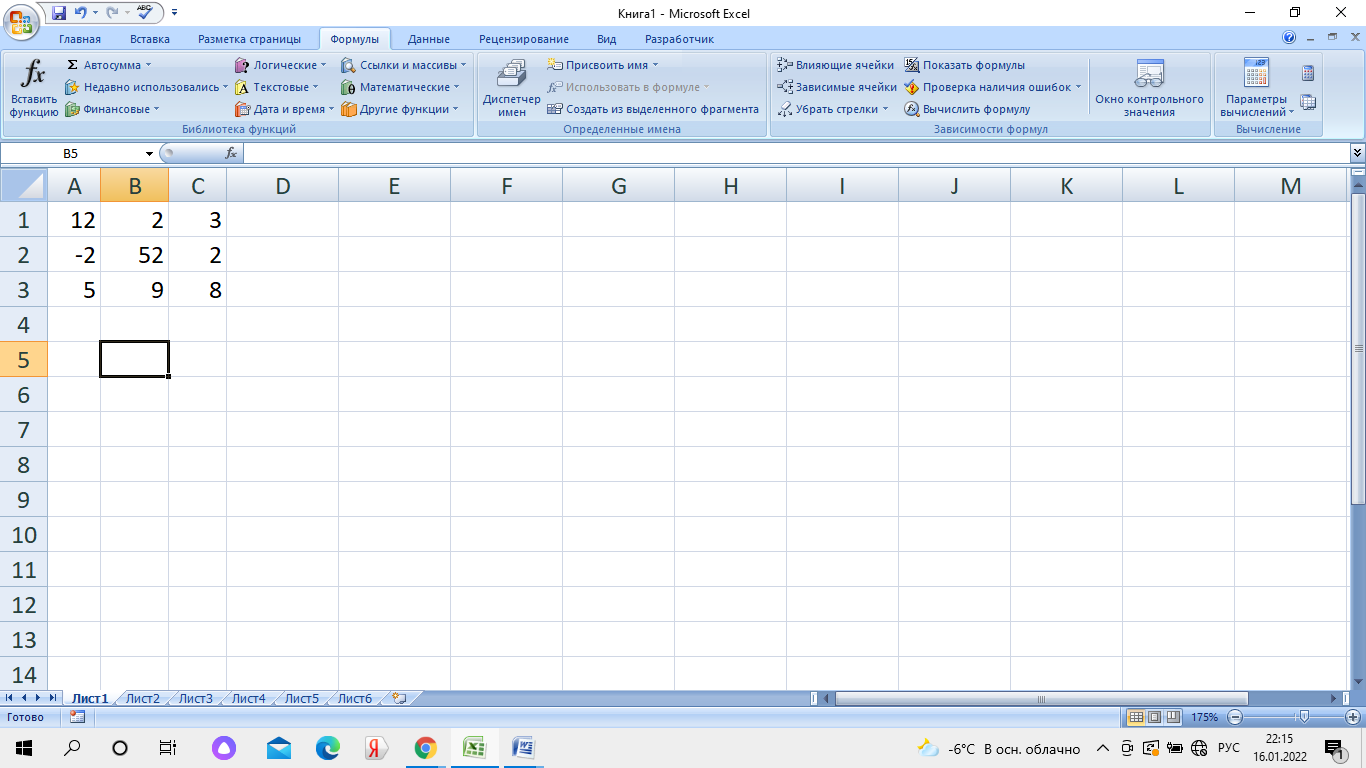 ABC
Книга1 - Microsoft Excel
Главная Вставка Разметка страницы Формулы Данные Рецензирование Вид Разработчик
fx Вставить функцию
Σ Автосумма
Недавно использовались
Финансовые
Логические
Текстовые
Дата и время
Ссылки и массивы
Математические
Другие функции
Библиотека функций
Диспетчер имен
Присвоить имя
Использовать в формуле
Создать из выделенного фрагмента
Определенные имена
Влияющие ячейки
Зависимые ячейки
Убрать стрелки
Показать формулы
Проверка наличия ошибок
Вычислить формулу
Окно контрольного значения
Зависимости формул
Параметры вычислений
Вычисление
B5 fx
A B C D E F G H I J K L M
1 12 2 3
2 -2 52 2
3 5 9 8
4
5
6
7
8
9
10
11
12
13
14
Лист1 Лист2 Лист3 Лист4 Лист5 Лист6
Готово 175%
-6°C В осн. облачно РУС 22:15
16.01.2022 1